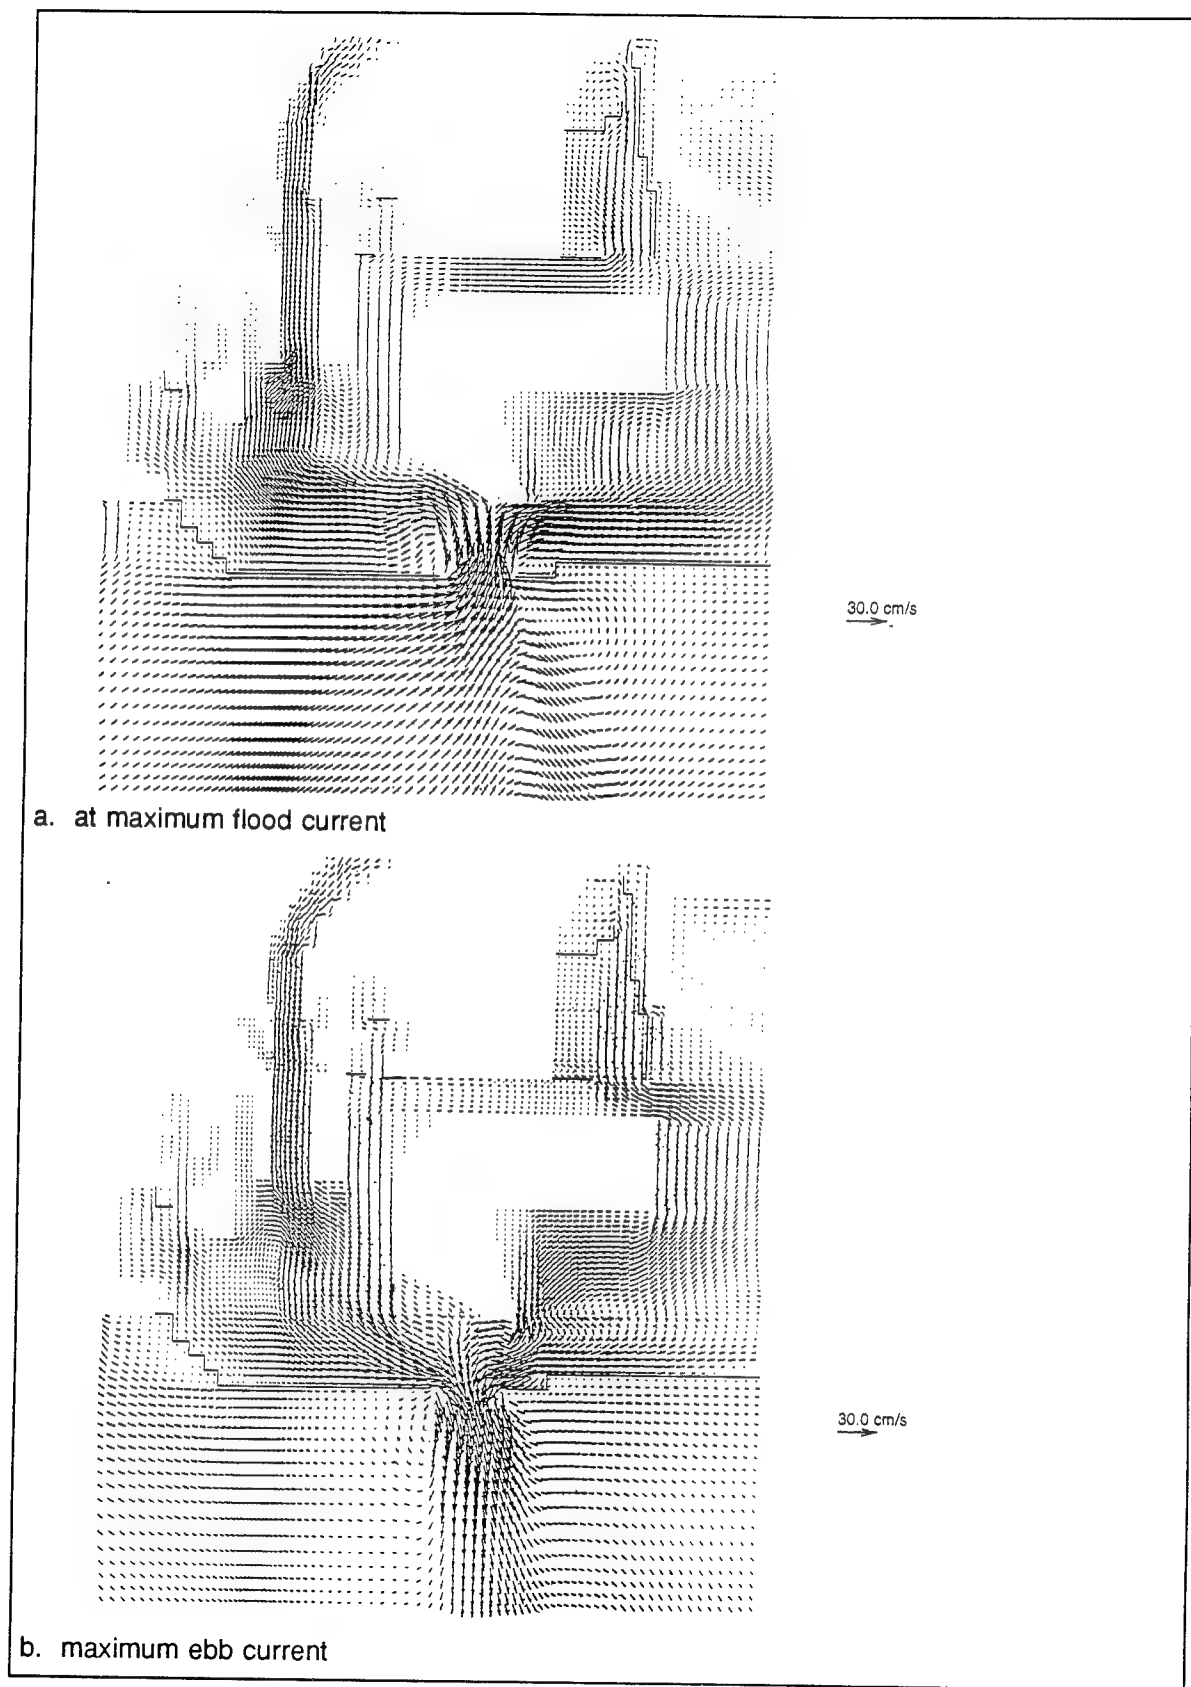 30.0 cm/s
a. at maximum flood current
30.0 cm/s
b. maximum ebb current